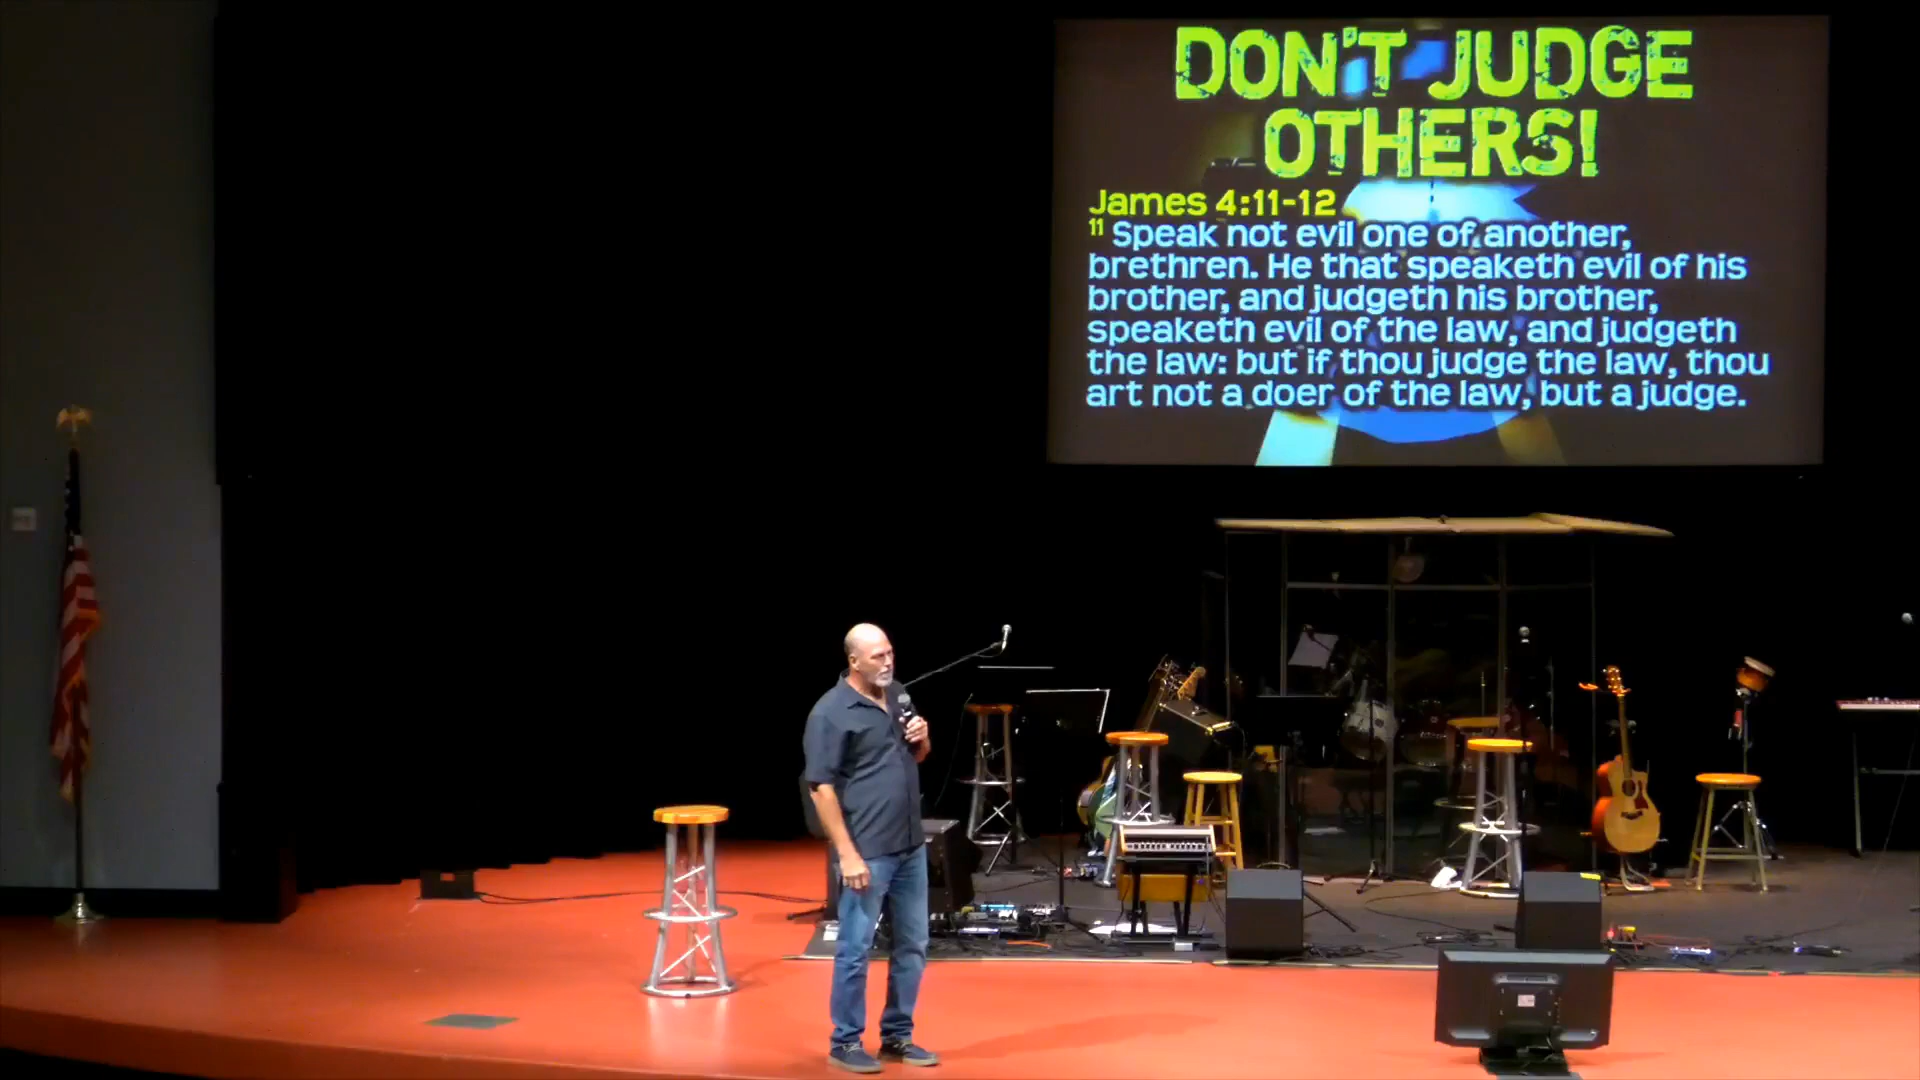 DON'T JUDGE
OTHERS!
James 4:11-12
11 Speak not evil one of another,
brethren. He that speaketh evil of his
brother, and judgeth his brother,
speaketh evil of the law, and judgeth
the law: but if thou judge the law, thou
art not a doer of the law, but a judge.